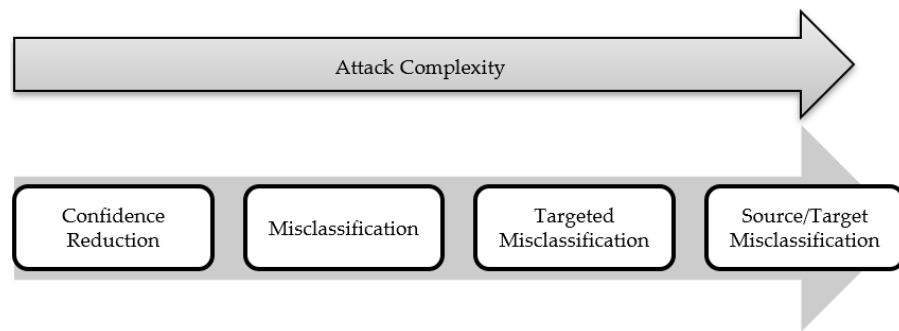 Attack Complexity
Confidence
Reduction
Misclassification
Targeted
Misclassification
Source/Target
Misclassification